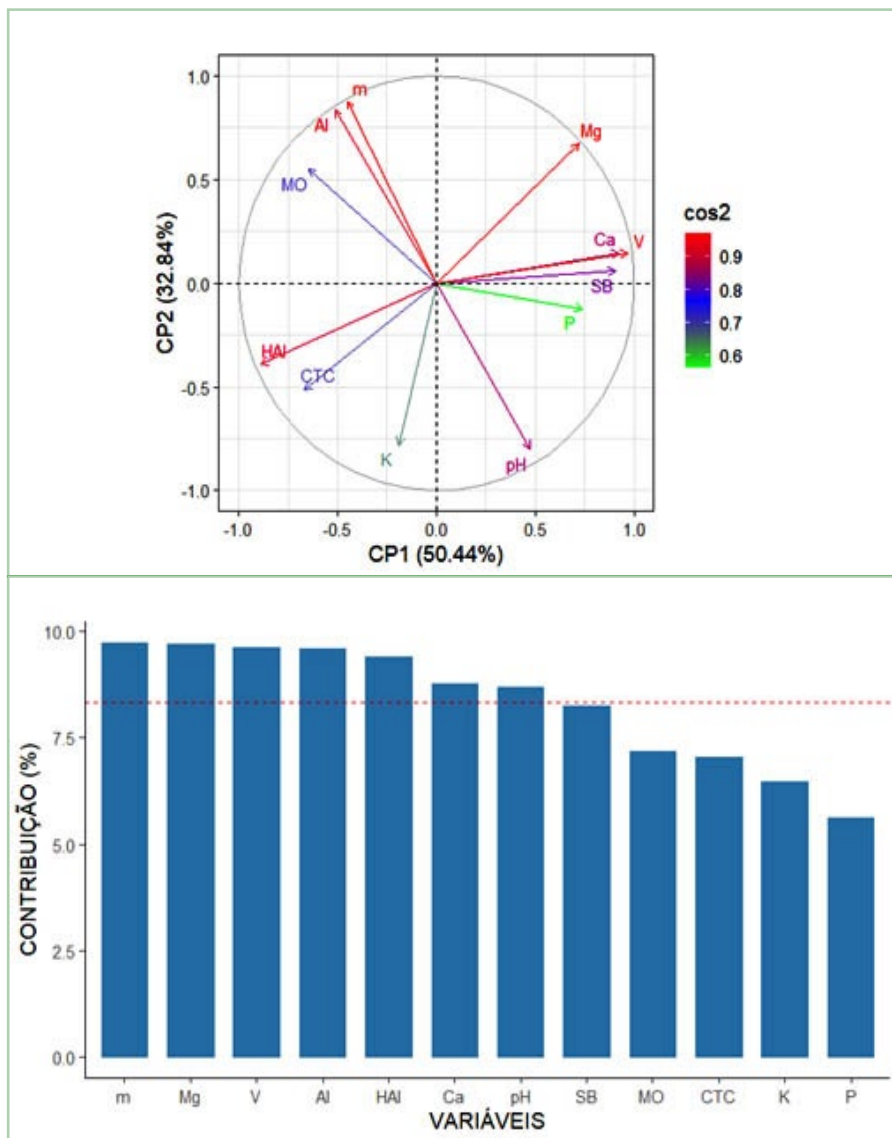 1.0
m
Al
Mg
MO
0.5
cos2
Ca
V
0.9
CP2 (32.84%)
0.0
SB
0.8
P
0.7
HAl
0.6
CTC
-0.5
K
pH
-1.0
-1.0 -0.5 0.0 0.5 1.0
CP1 (50.44%)
10.0
7.5
CONTRIBUIÇÃO (%)
5.0
2.5
0.0
m Mg V Al HAl Ca pH SB MO CTC K P
VARIÁVEIS